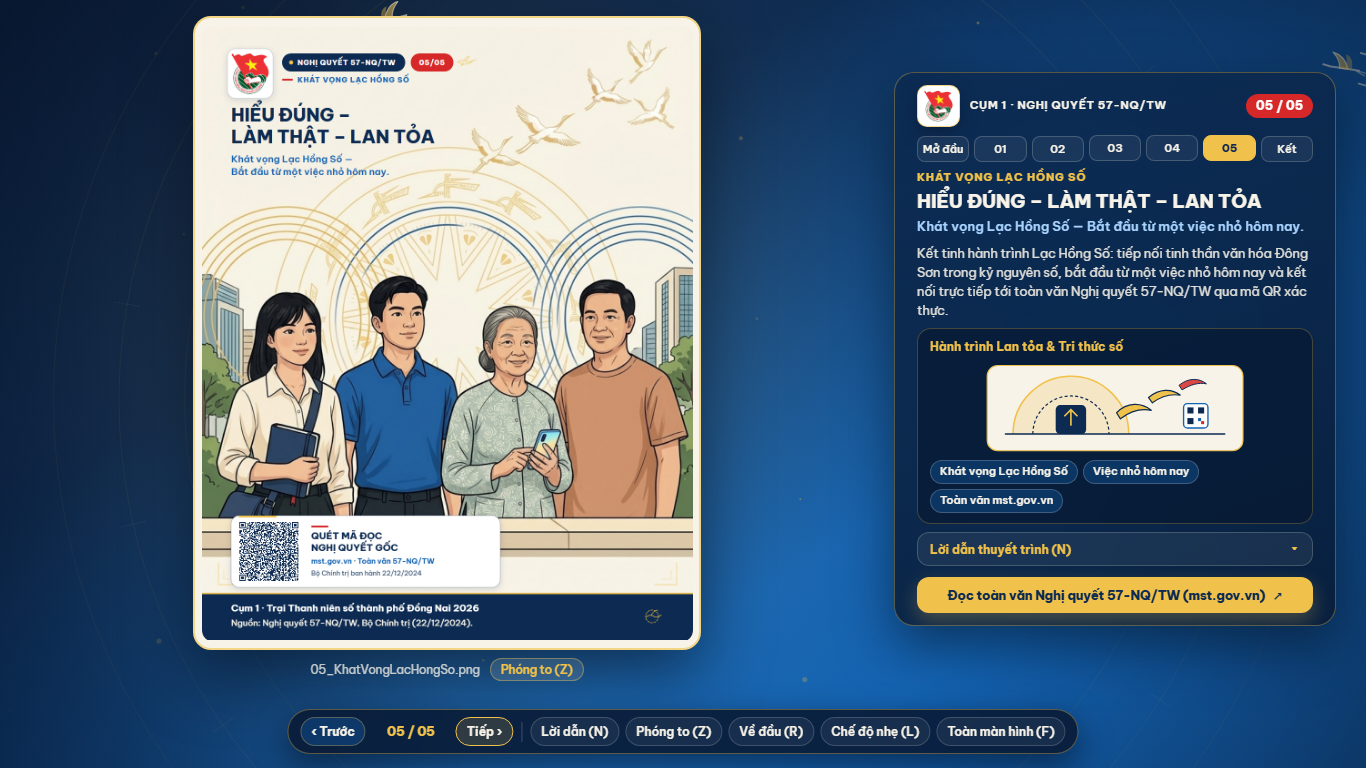 NGHỊ QUYẾT 57-NQ/TW
05/05
KHÁT VỌNG LẠC HỒNG SỐ
HIỂU ĐÚNG –
LÀM THẬT – LAN TỎA
Khát vọng Lạc Hồng Số —
Bắt đầu từ một việc nhỏ hôm nay.
QUÉT MÃ ĐỌC
NGHỊ QUYẾT GỐC
mst.gov.vn · Toàn văn 57-NQ/TW
Bộ Chính trị ban hành 22/12/2024
Cụm 1 · Trại Thanh niên số thành phố Đồng Nai 2026
Nguồn: Nghị quyết 57-NQ/TW, Bộ Chính trị (22/12/2024).
05_KhatVongLacHongSo.png
Phóng to (Z)
CỤM 1 · NGHỊ QUYẾT 57-NQ/TW
05 / 05
Mở đầu 01 02 03 04 05 Kết
KHÁT VỌNG LẠC HỒNG SỐ
HIỂU ĐÚNG – LÀM THẬT – LAN TỎA
Khát vọng Lạc Hồng Số — Bắt đầu từ một việc nhỏ hôm nay.
Kết tinh hành trình Lạc Hồng Số: tiếp nối tinh thần văn hóa Đông
Sơn trong kỷ nguyên số, bắt đầu từ một việc nhỏ hôm nay và kết
nối trực tiếp tới toàn văn Nghị quyết 57-NQ/TW qua mã QR xác
thực.
Hành trình Lan tỏa & Tri thức số
Khát vọng Lạc Hồng Số
Việc nhỏ hôm nay
Toàn văn mst.gov.vn
Lời dẫn thuyết trình (N)
Đọc toàn văn Nghị quyết 57-NQ/TW (mst.gov.vn) ↗
‹ Trước 05 / 05 Tiếp › Lời dẫn (N) Phóng to (Z) Về đầu (R) Chế độ nhẹ (L) Toàn màn hình (F)